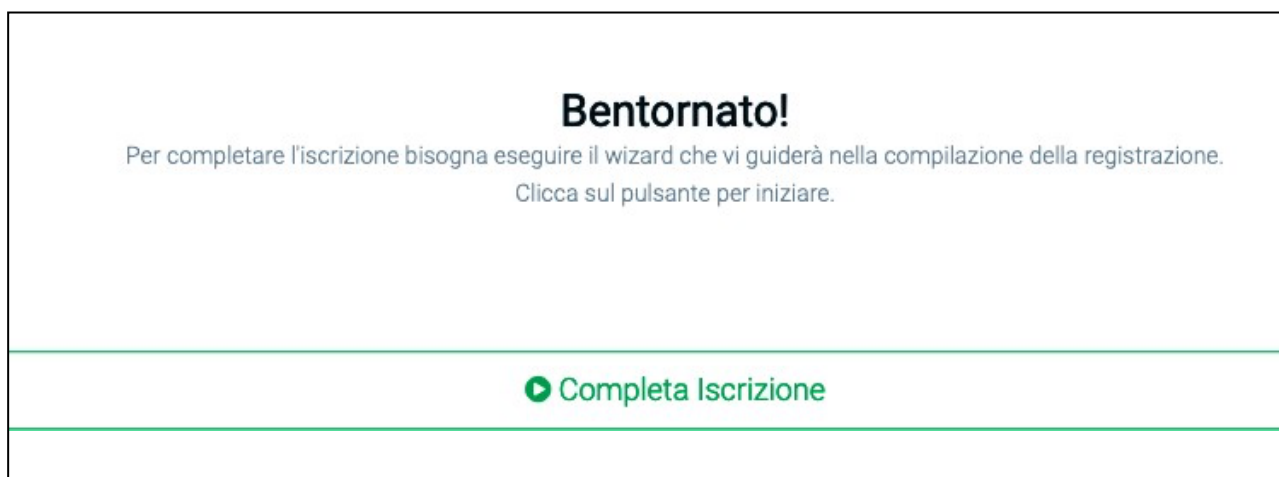 Bentornato!
Per completare l'iscrizione bisogna eseguire il wizard che vi guiderà nella compilazione della registrazione.
Clicca sul pulsante per iniziare.
Completa Iscrizione